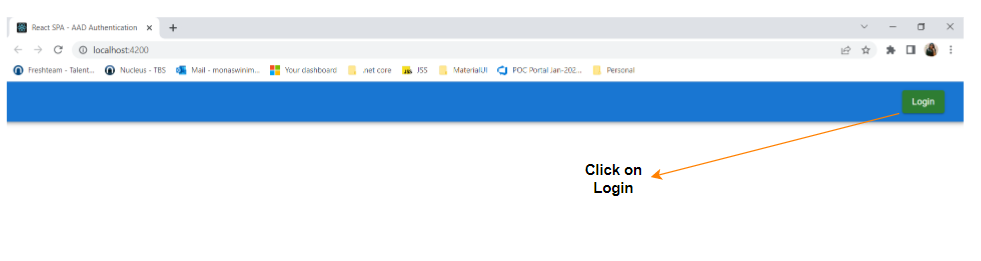 React SPA - AAD Authentication
localhost:4200
Freshteam - Talent... Nucleus - TBS Mail - monaswinim... Your dashboard .net core JSS MaterialUI POC Portal Jan-202... Personal
Login
Click on
Login